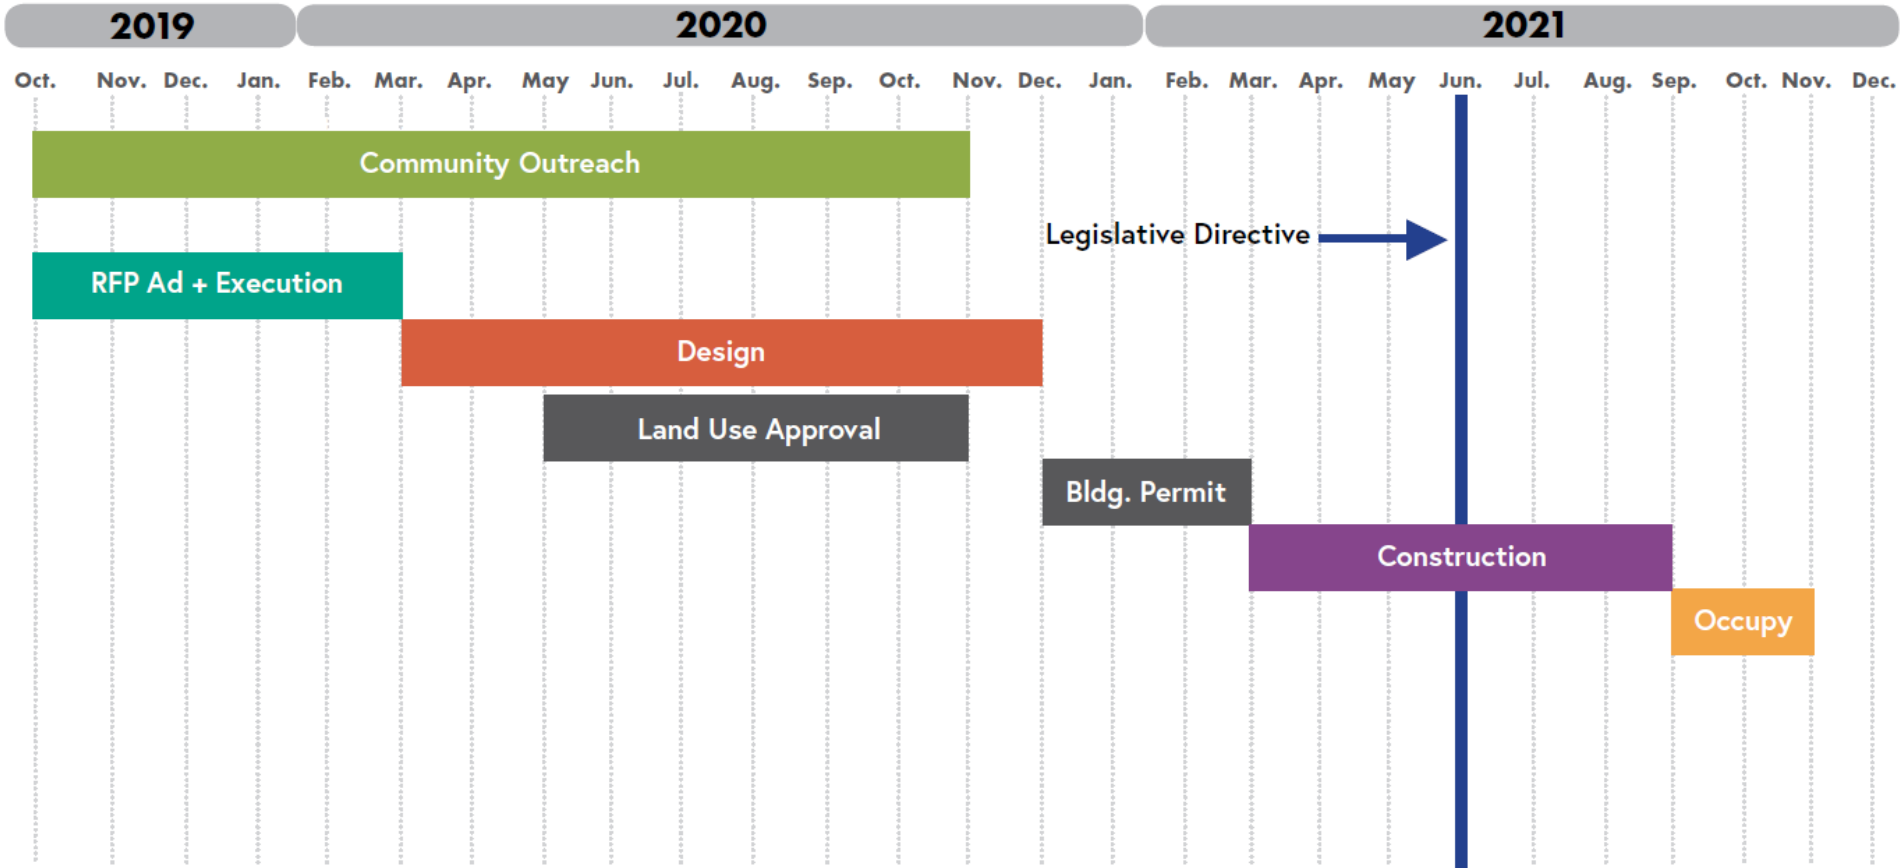 2019 2020 2021
Oct. Nov. Dec. Jan. Feb. Mar. Apr. May Jun. Jul. Aug. Sep. Oct. Nov. Dec. Jan. Feb. Mar. Apr. May Jun. Jul. Aug. Sep. Oct. Nov. Dec.
Community Outreach
Legislative Directive
RFP Ad + Execution
Design
Land Use Approval
Bldg. Permit
Construction
Occupy